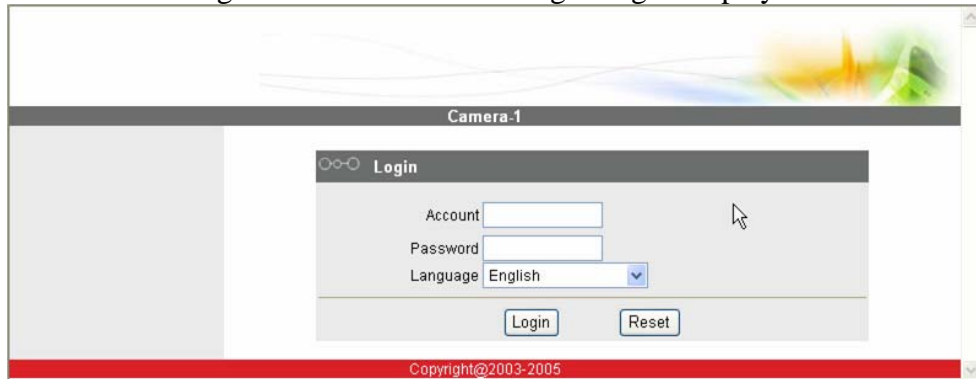 Camera-1
Login
Account
Password
Language English
Login Reset
Copyright@2003-2005